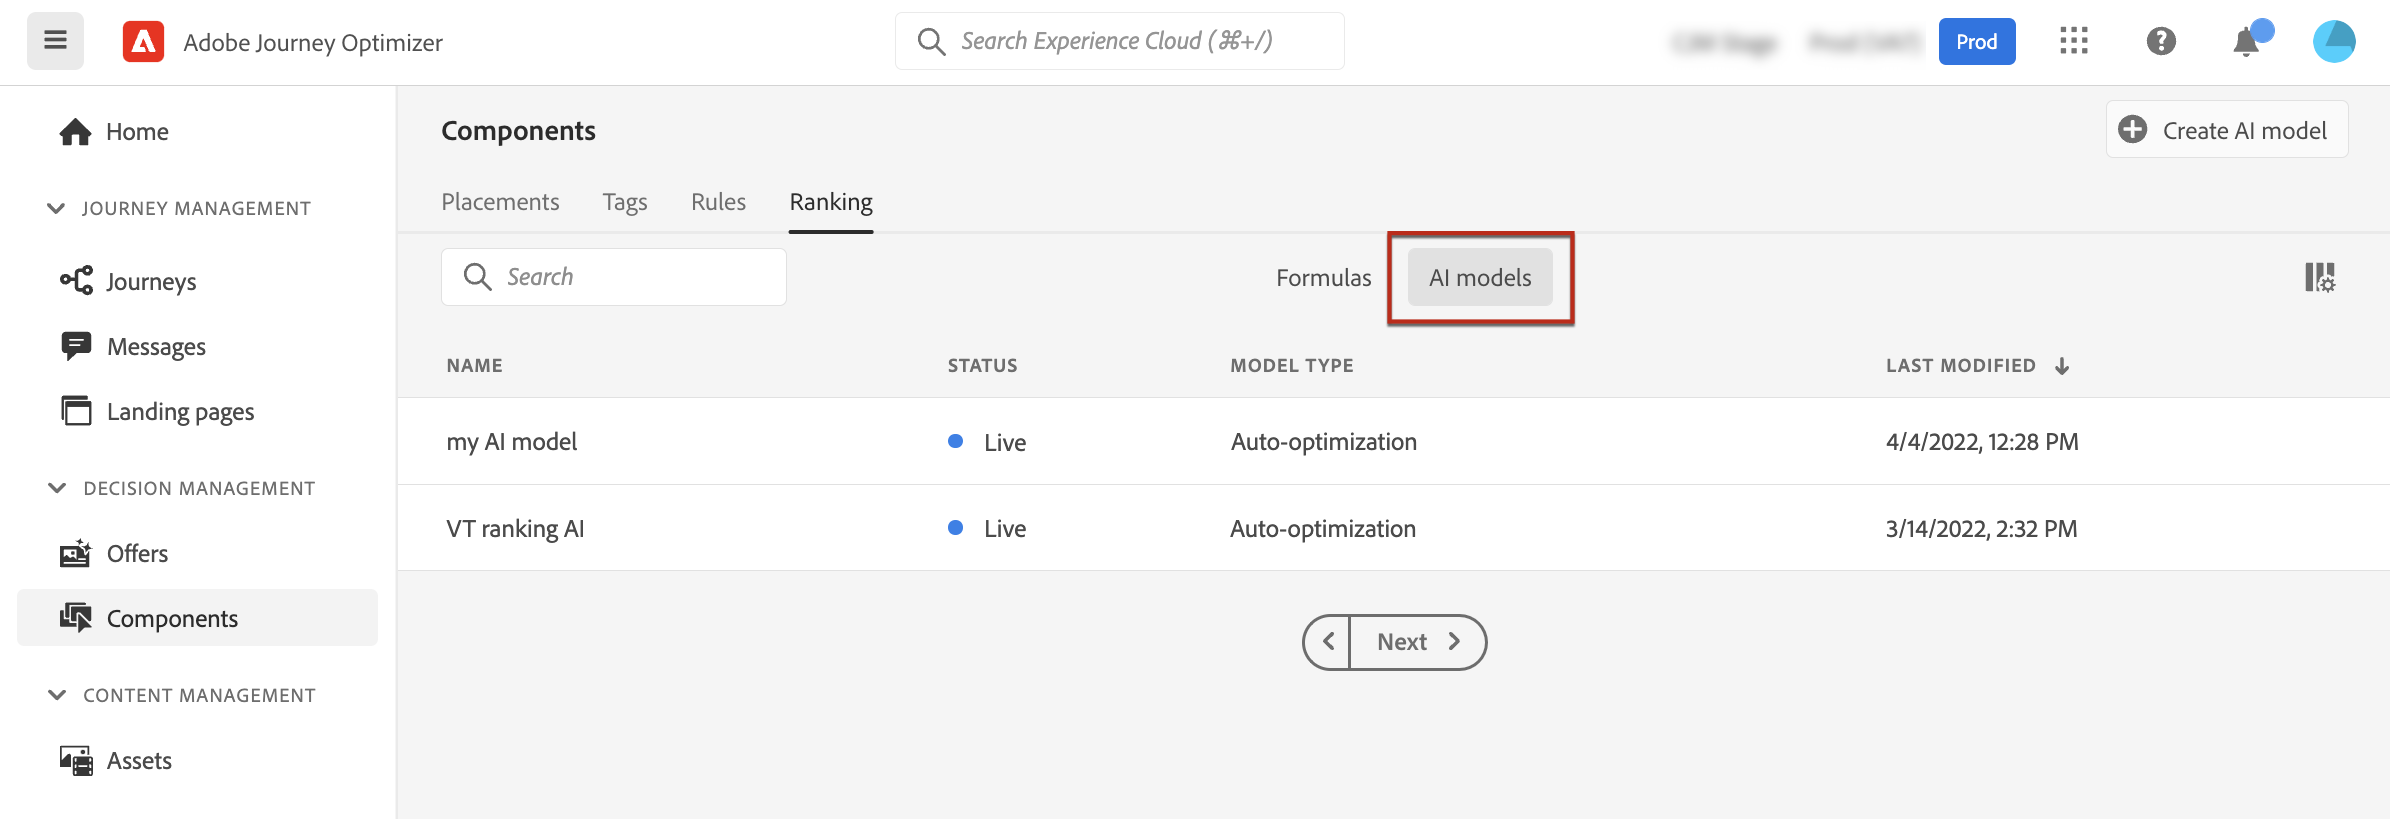 Adobe Journey Optimizer
Search Experience Cloud (⌘+/)
Prod
Home
JOURNEY MANAGEMENT
Journeys
Messages
Landing pages
DECISION MANAGEMENT
Offers
Components
CONTENT MANAGEMENT
Assets
Components
Create AI model
Placements Tags Rules Ranking
Search
Formulas AI models
NAME STATUS MODEL TYPE LAST MODIFIED ↓
my AI model Live Auto-optimization 4/4/2022, 12:28 PM
VT ranking AI Live Auto-optimization 3/14/2022, 2:32 PM
Next